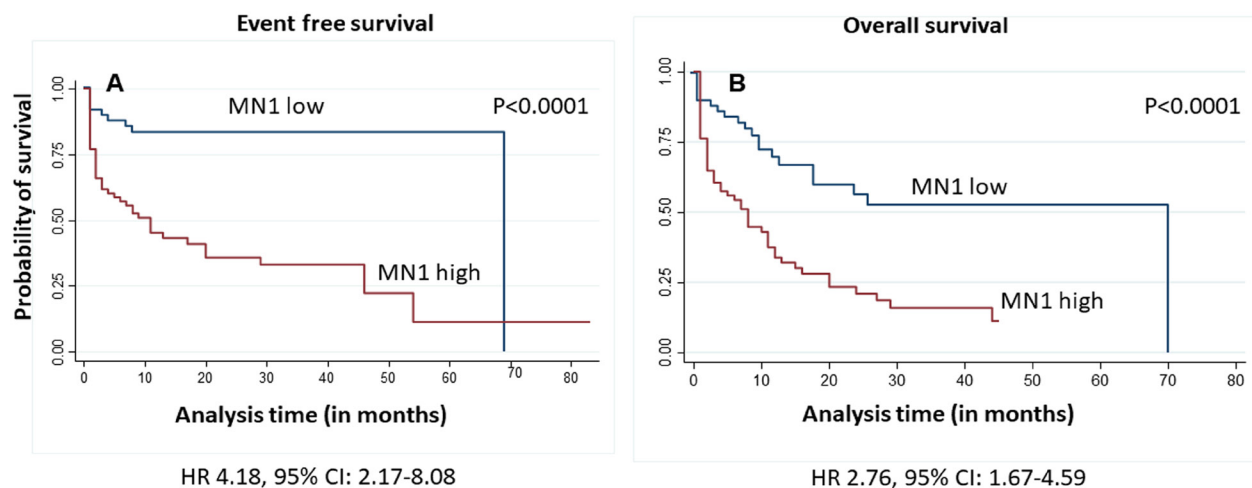 Event free survival
Overall survival
Probability of survival
1.00
0.75
0.50
0.25
0.00
A
MN1 low
P<0.0001
MN1 high
0 10 20 30 40 50 60 70 80
Analysis time (in months)
HR 4.18, 95% CI: 2.17-8.08
1.00
0.75
0.50
0.25
0.00
B
P<0.0001
MN1 low
MN1 high
0 10 20 30 40 50 60 70 80
Analysis time (in months)
HR 2.76, 95% CI: 1.67-4.59